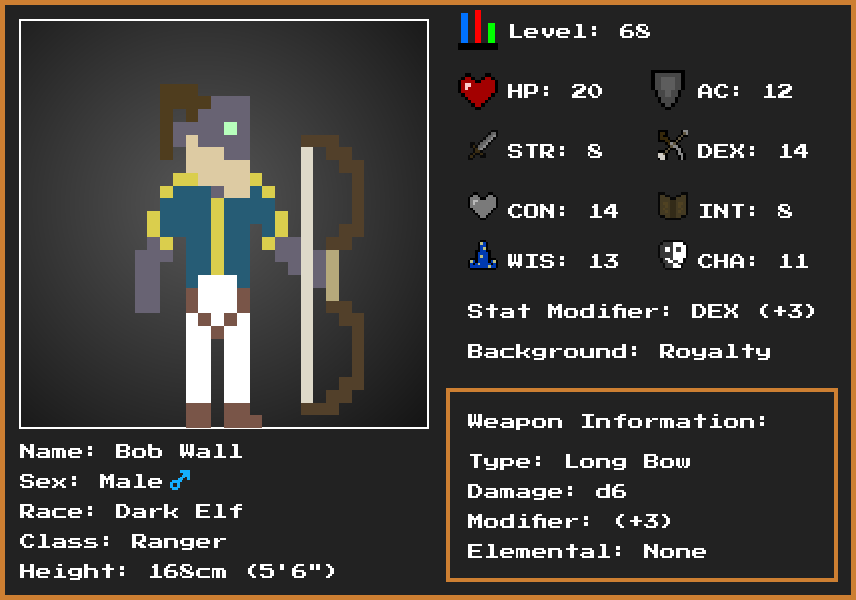 Level: 68
HP: 20
AC: 12
STR: 8
DEX: 14
CON: 14
INT: 8
WIS: 13
CHA: 11
Stat Modifier: DEX (+3)
Background: Royalty
Weapon Information:
Type: Long Bow
Damage: d6
Modifier: (+3)
Elemental: None
Name: Bob Wall
Sex: Male ♂
Race: Dark Elf
Class: Ranger
Height: 168cm (5'6")